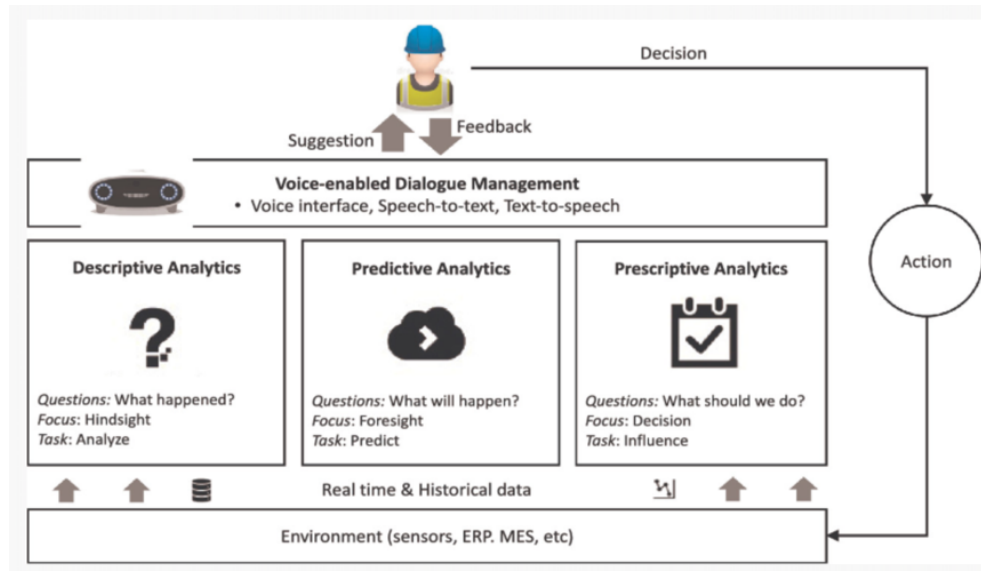 Decision
Suggestion
Feedback
Voice-enabled Dialogue Management
• Voice interface, Speech-to-text, Text-to-speech
Descriptive Analytics
Questions: What happened?
Focus: Hindsight
Task: Analyze
Predictive Analytics
Questions: What will happen?
Focus: Foresight
Task: Predict
Prescriptive Analytics
Questions: What should we do?
Focus: Decision
Task: Influence
Action
Real time & Historical data
Environment (sensors, ERP. MES, etc)